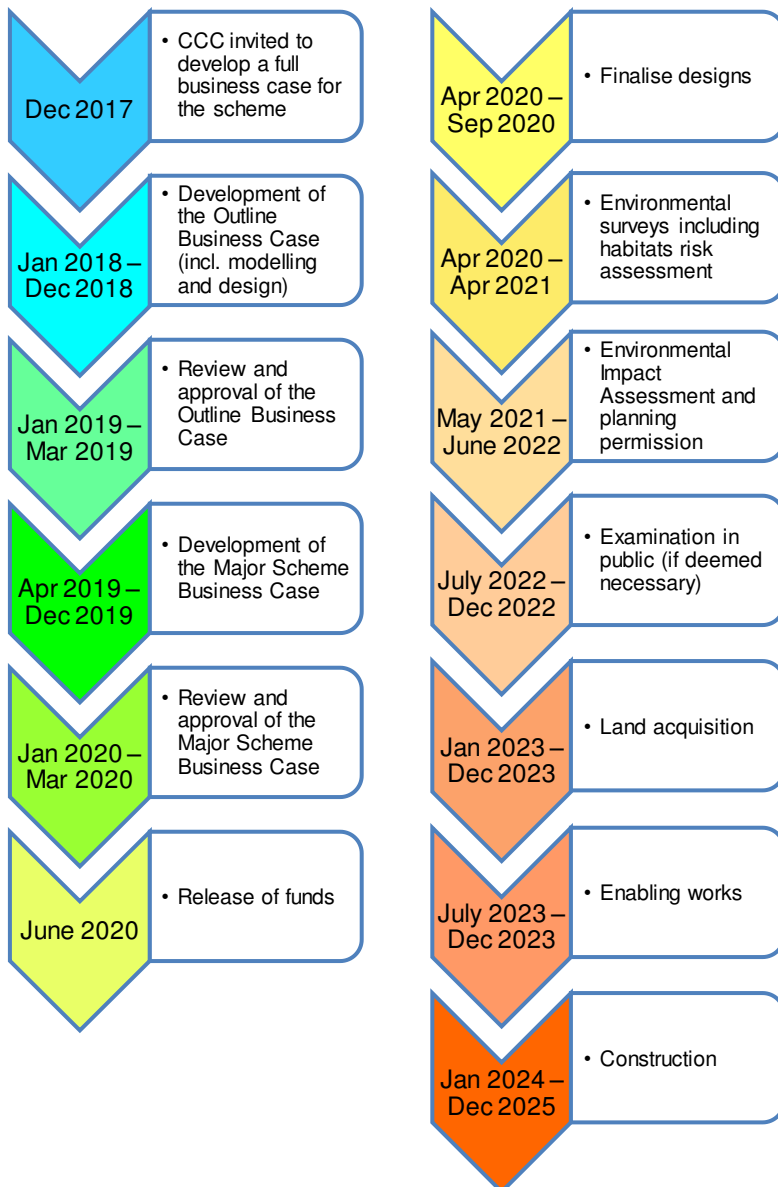 Dec 2017
• CCC invited to
develop a full
business case for
the scheme
Jan 2018 –
Dec 2018
• Development of
the Outline
Business Case
(incl. modelling
and design)
Jan 2019 –
Mar 2019
• Review and
approval of the
Outline Business
Case
Apr 2019 –
Dec 2019
• Development of
the Major Scheme
Business Case
Jan 2020 –
Mar 2020
• Review and
approval of the
Major Scheme
Business Case
June 2020
• Release of funds
Apr 2020 –
Sep 2020
• Finalise designs
Apr 2020 –
Apr 2021
• Environmental
surveys including
habitats risk
assessment
May 2021 –
June 2022
• Environmental
Impact
Assessment and
planning
permission
July 2022 –
Dec 2022
• Examination in
public (if deemed
necessary)
Jan 2023 –
Dec 2023
• Land acquisition
July 2023 –
Dec 2023
• Enabling works
Jan 2024 –
Dec 2025
• Construction